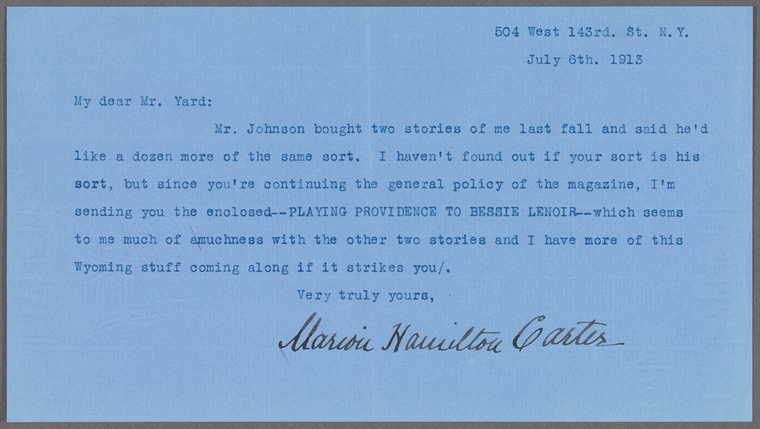 504 West 143rd. St. N.Y.
July 6th. 1913
My dear Mr. Yard:
Mr. Johnson bought two stories of me last fall and said he'd
like a dozen more of the same sort. I haven't found out if your sort is his
sort, but since you're continuing the general policy of the magazine, I'm
sending you the enclosed--PLAYING PROVIDENCE TO BESSIE LENOIR--which seems
to me much of amuchness with the other two stories and I have more of this
Wyoming stuff coming along if it strikes you/.
Very truly yours,
Marion Hamilton Carter